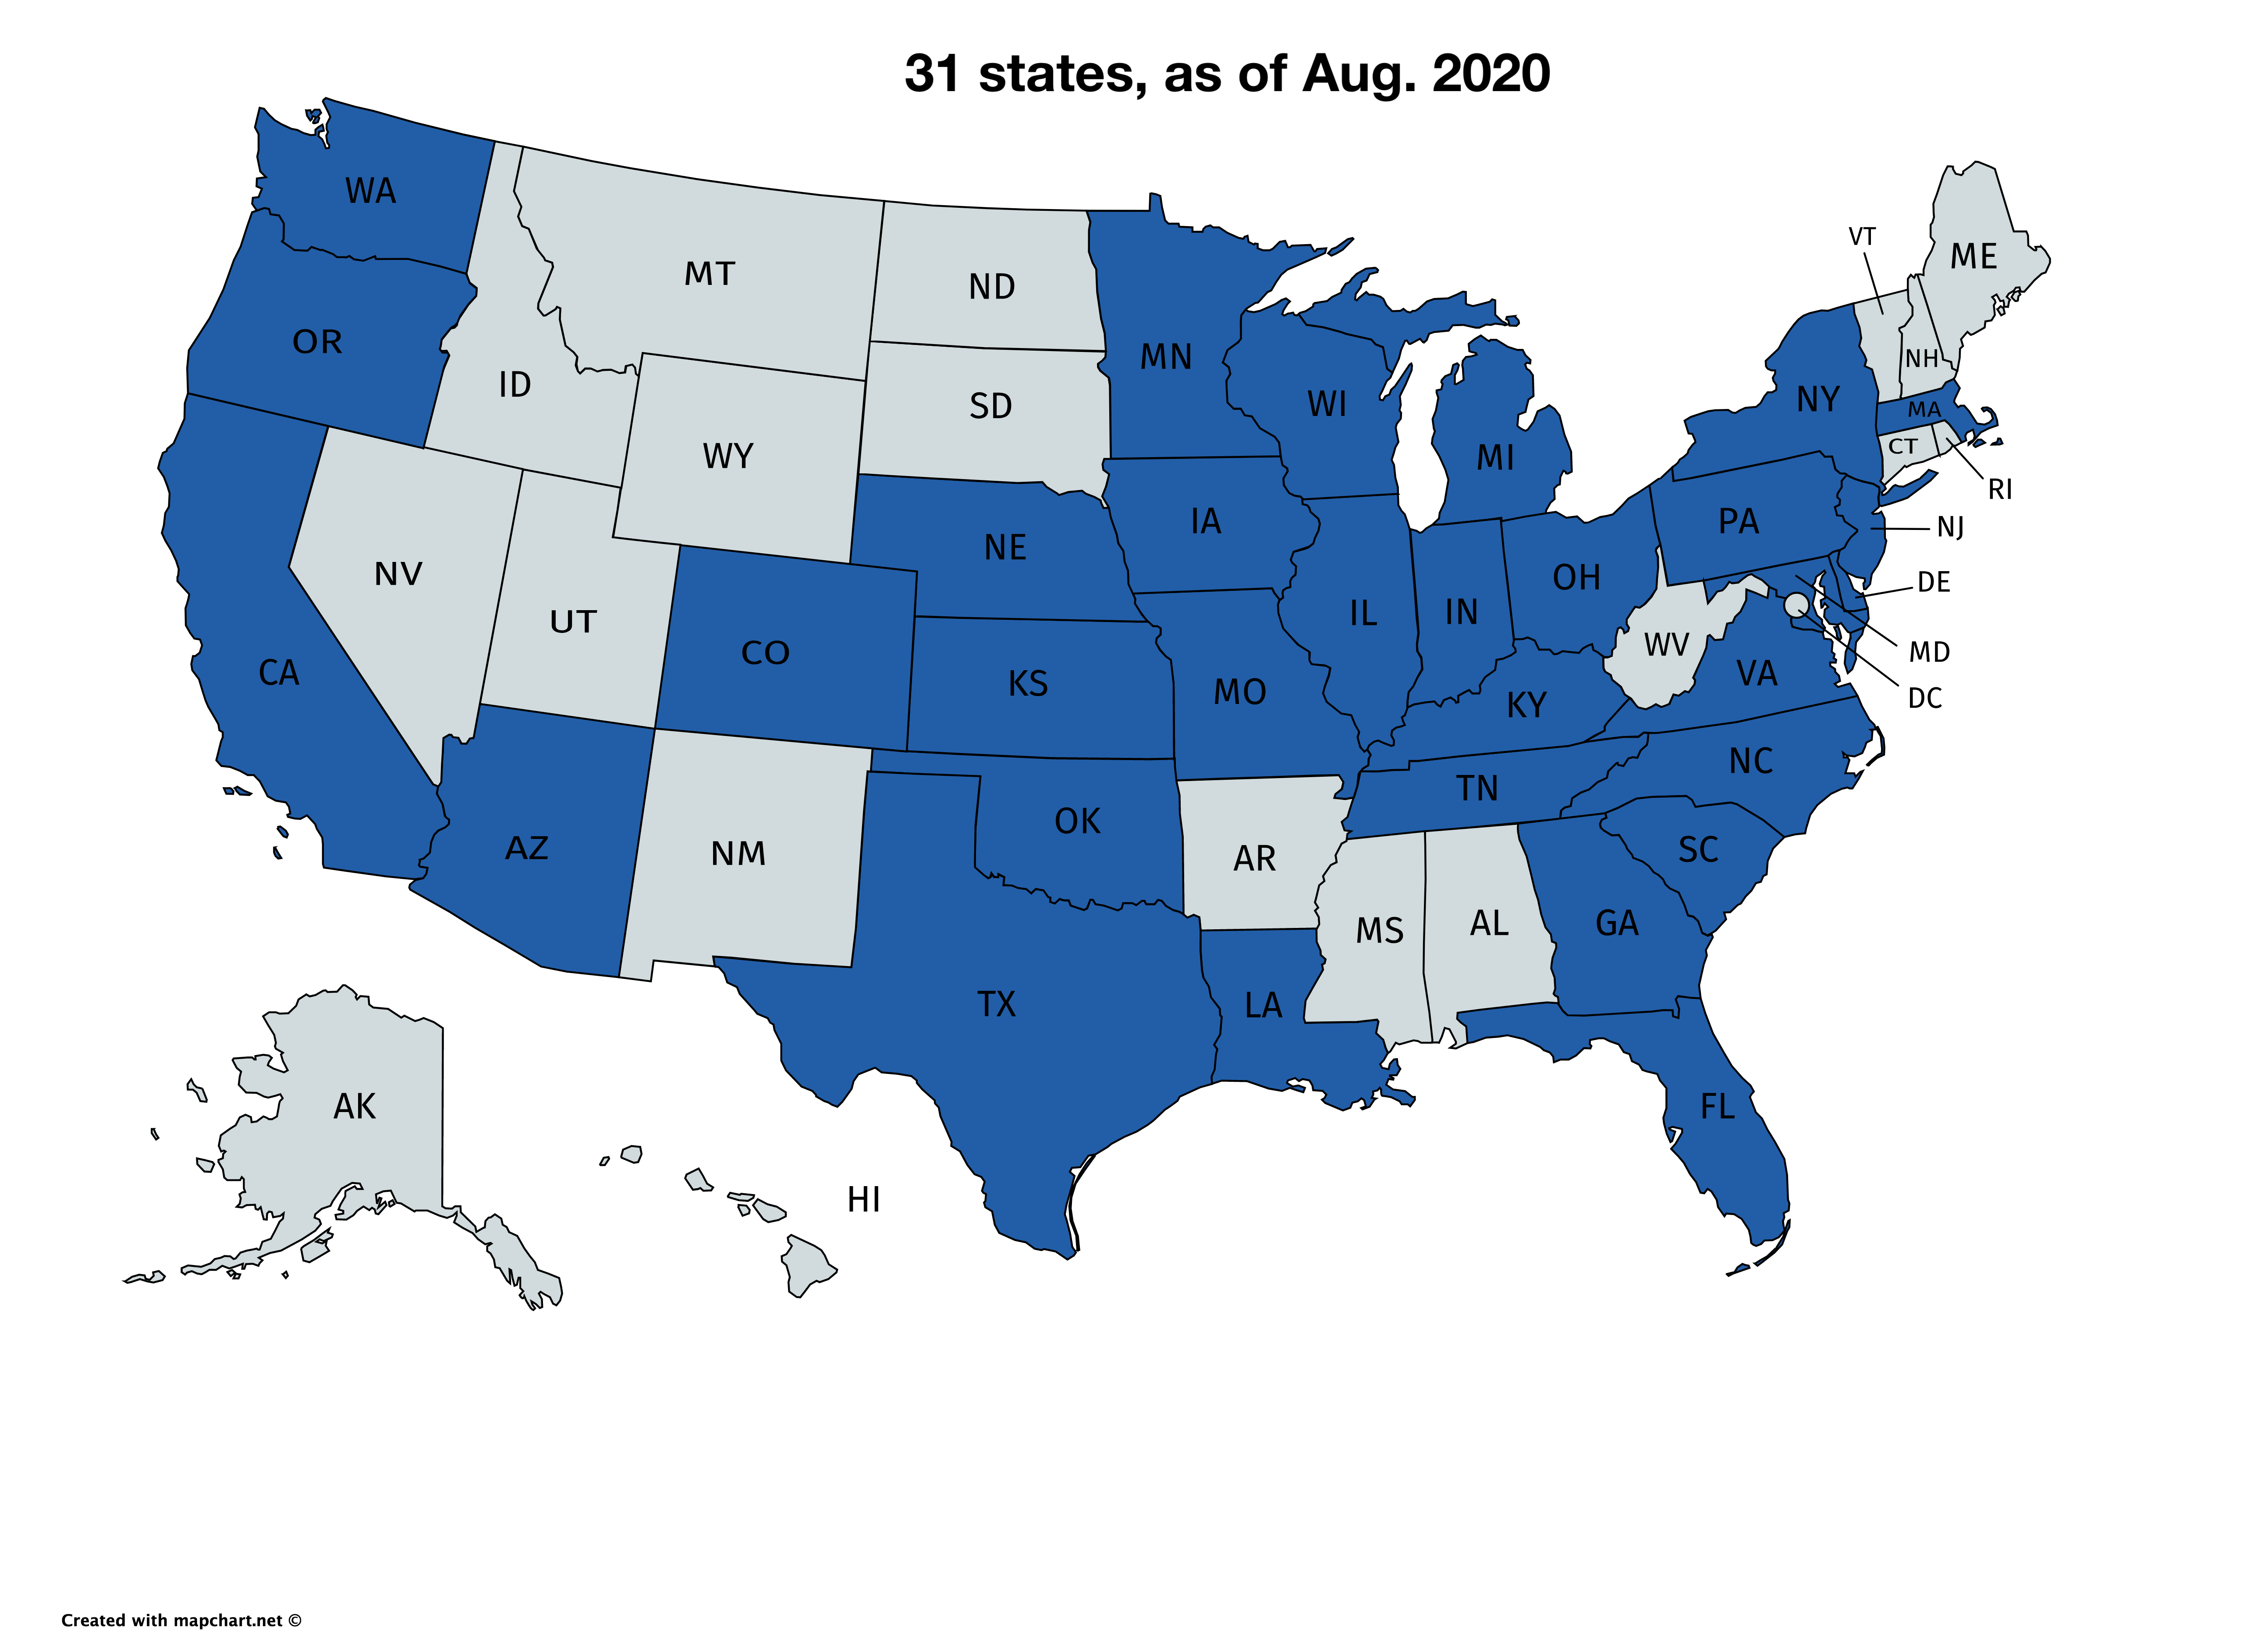 31 states, as of Aug. 2020
WA
MT
ND
MN
VT
ME
OR
ID
SD
WI
NH
NY
MA
WY
MI
CT
RI
IA
PA
NJ
NE
NV
UT
OH
DE
IL
IN
WV
CO
CA
KS
MD
VA
MO
KY
DC
NC
TN
OK
AZ
NM
AR
SC
MS
AL
GA
TX
LA
AK
FL
HI
Created with mapchart.net ©